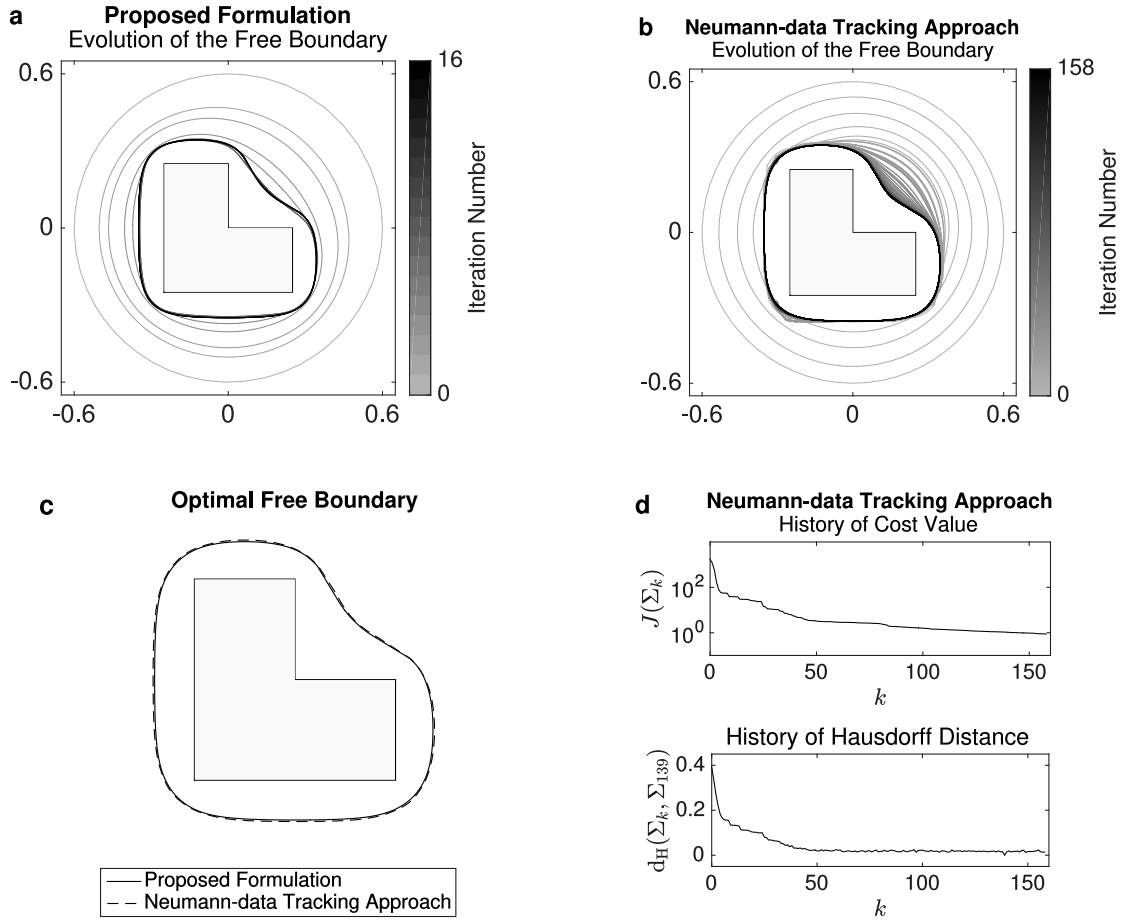 a
Proposed Formulation
Evolution of the Free Boundary
0.6
0
-0.6
-0.6
0
0.6
16
0
Iteration Number
b
Neumann-data Tracking Approach
Evolution of the Free Boundary
0.6
0
-0.6
-0.6
0
0.6
158
0
Iteration Number
c
Optimal Free Boundary
Proposed Formulation
Neumann-data Tracking Approach
d
Neumann-data Tracking Approach
History of Cost Value
J(Σ_k)
10^2
10^0
0
50
100
150
k
History of Hausdorff Distance
d_H(Σ_k, Σ_139)
0.4
0.2
0
0
50
100
150
k